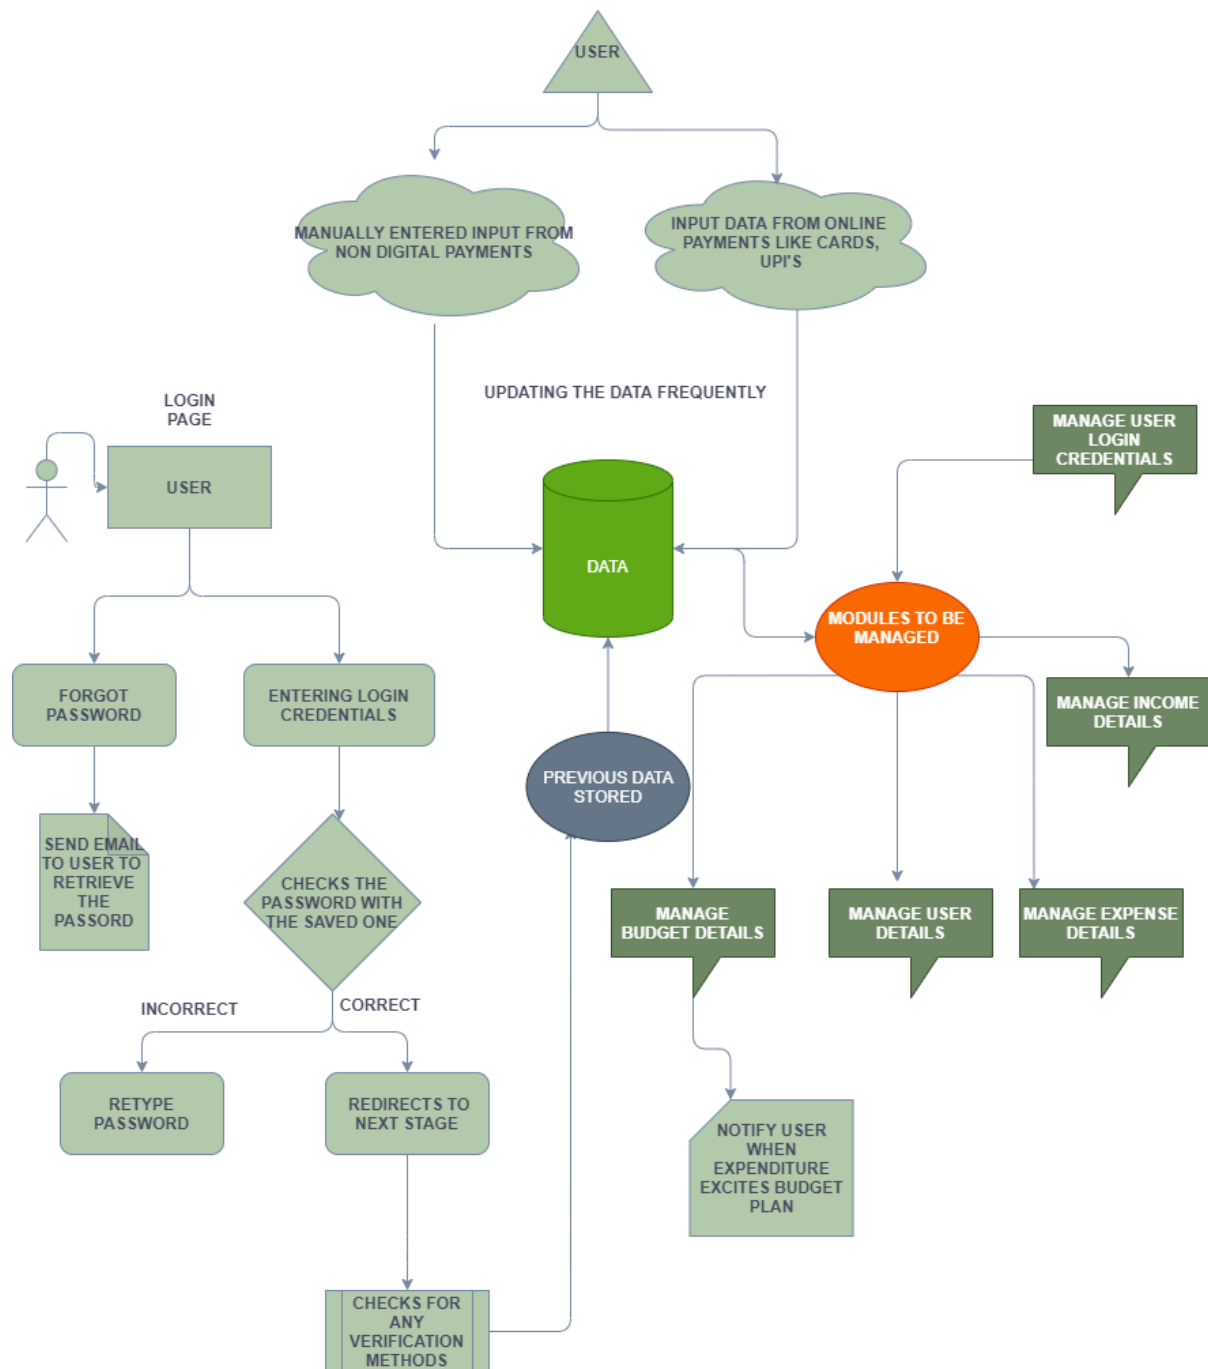 USER
MANUALLY ENTERED INPUT FROM
NON DIGITAL PAYMENTS
INPUT DATA FROM ONLINE
PAYMENTS LIKE CARDS,
UPI'S
UPDATING THE DATA FREQUENTLY
LOGIN
PAGE
USER
DATA
MANAGE USER
LOGIN
CREDENTIALS
MODULES TO BE
MANAGED
MANAGE INCOME
DETAILS
FORGOT
PASSWORD
ENTERING LOGIN
CREDENTIALS
PREVIOUS DATA
STORED
SEND EMAIL
TO USER TO
RETRIEVE
THE
PASSORD
CHECKS THE
PASSWORD WITH
THE SAVED ONE
MANAGE
BUDGET DETAILS
MANAGE USER
DETAILS
MANAGE EXPENSE
DETAILS
INCORRECT
CORRECT
RETYPE
PASSWORD
REDIRECTS TO
NEXT STAGE
NOTIFY USER
WHEN
EXPENDITURE
EXCITES BUDGET
PLAN
CHECKS FOR
ANY
VERIFICATION
METHODS